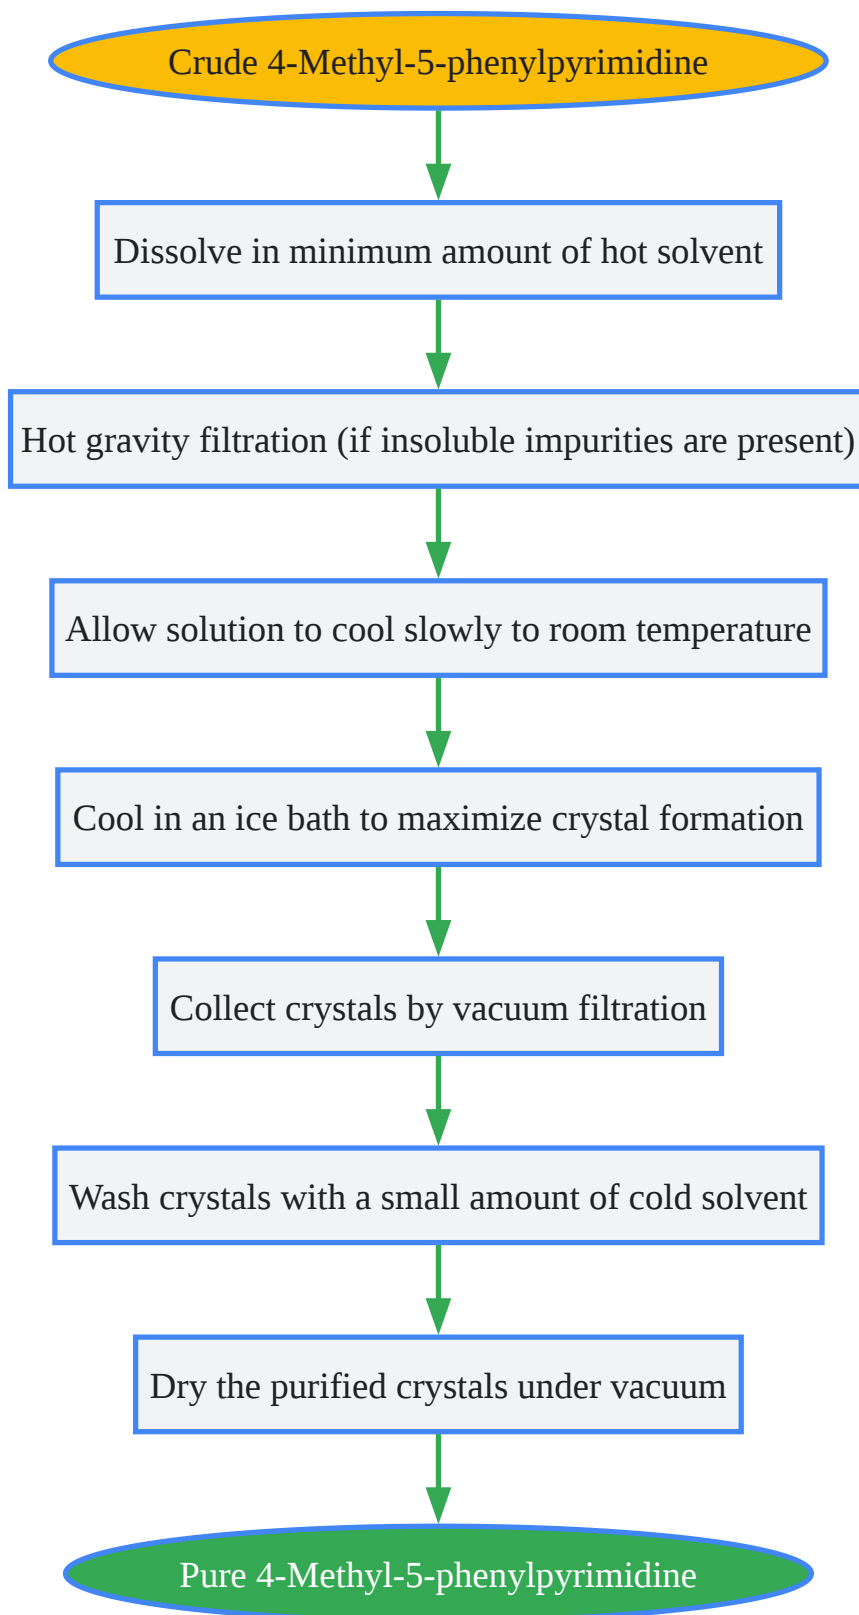 Crude 4-Methyl-5-phenylpyrimidine
Dissolve in minimum amount of hot solvent
Hot gravity filtration (if insoluble impurities are present)
Allow solution to cool slowly to room temperature
Cool in an ice bath to maximize crystal formation
Collect crystals by vacuum filtration
Wash crystals with a small amount of cold solvent
Dry the purified crystals under vacuum
Pure 4-Methyl-5-phenylpyrimidine